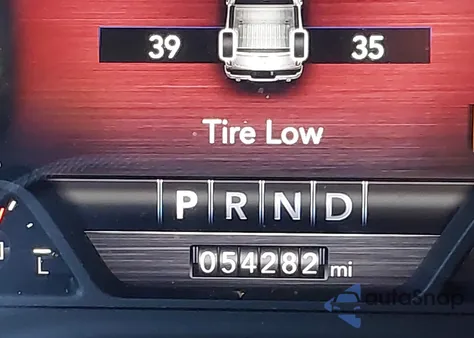 39 35
Tire Low
P R N D
L 054282 mi
autoSnap